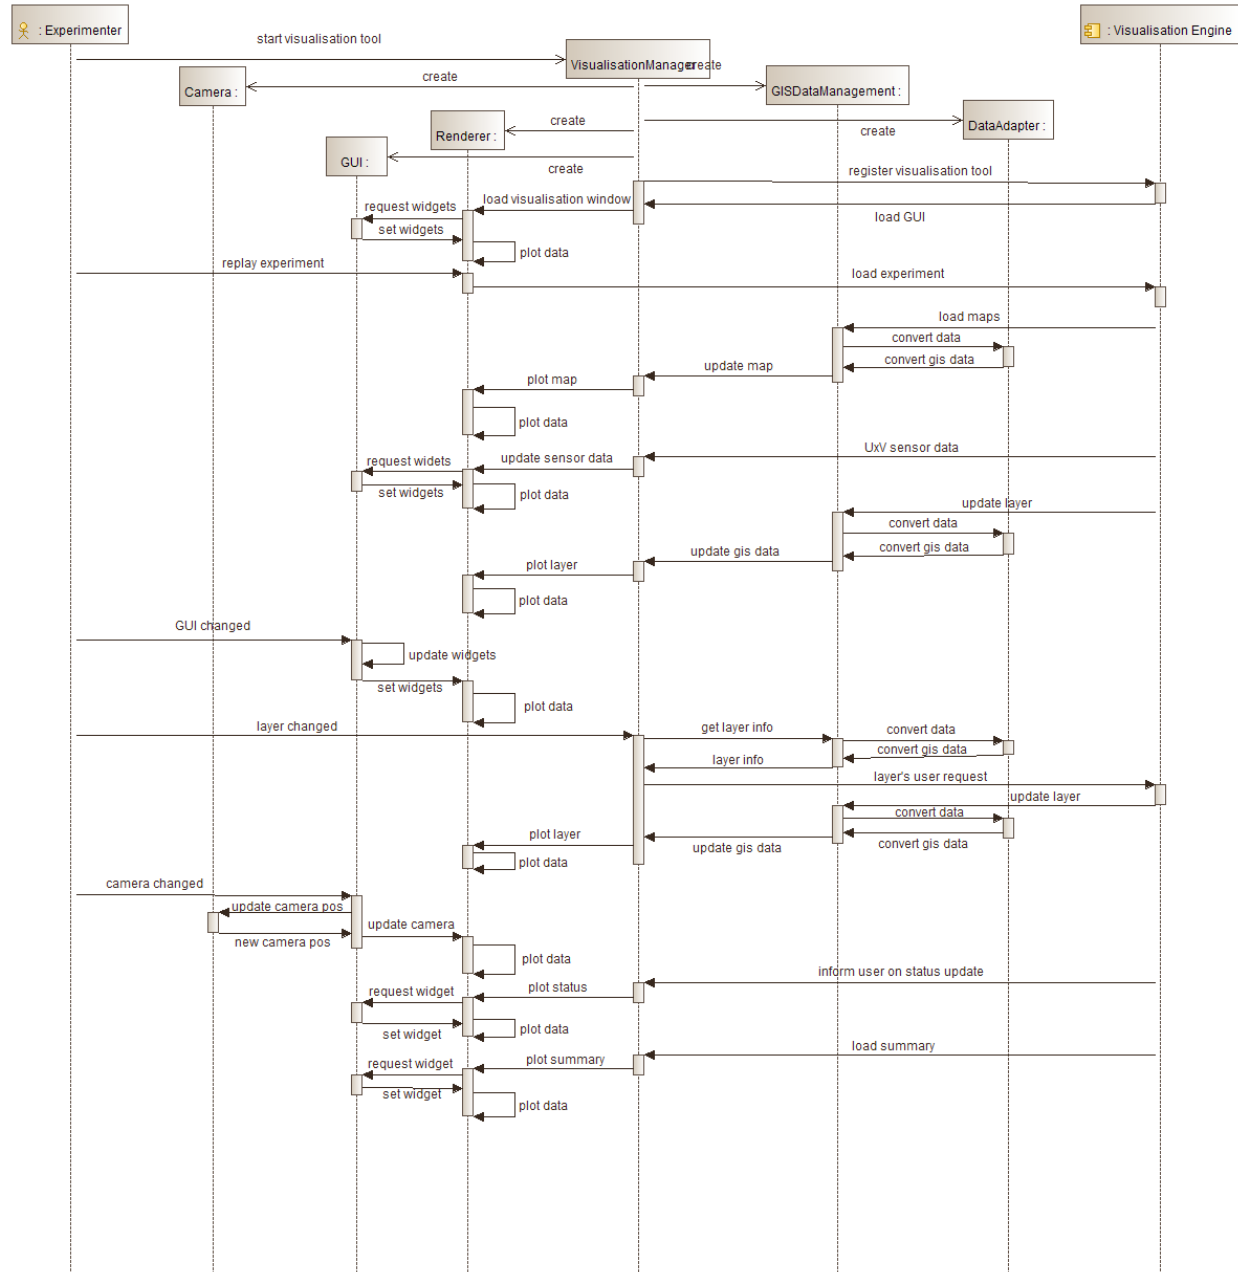 : Experimenter
: Visualisation Engine
start visualisation tool
VisualisationManager
create
create
Camera :
GISDataManagement :
create
Renderer :
create
DataAdapter :
GUI :
create
register visualisation tool
load visualisation window
request widgets
load GUI
set widgets
plot data
replay experiment
load experiment
load maps
convert data
convert gis data
update map
plot map
plot data
UxV sensor data
update sensor data
request widets
set widgets
plot data
update layer
convert data
convert gis data
update gis data
plot layer
plot data
GUI changed
update widgets
set widgets
plot data
layer changed
get layer info
convert data
convert gis data
layer info
layer's user request
update layer
convert data
plot layer
update gis data
convert gis data
plot data
camera changed
update camera pos
update camera
new camera pos
plot data
inform user on status update
plot status
request widget
set widget
plot data
load summary
plot summary
request widget
set widget
plot data